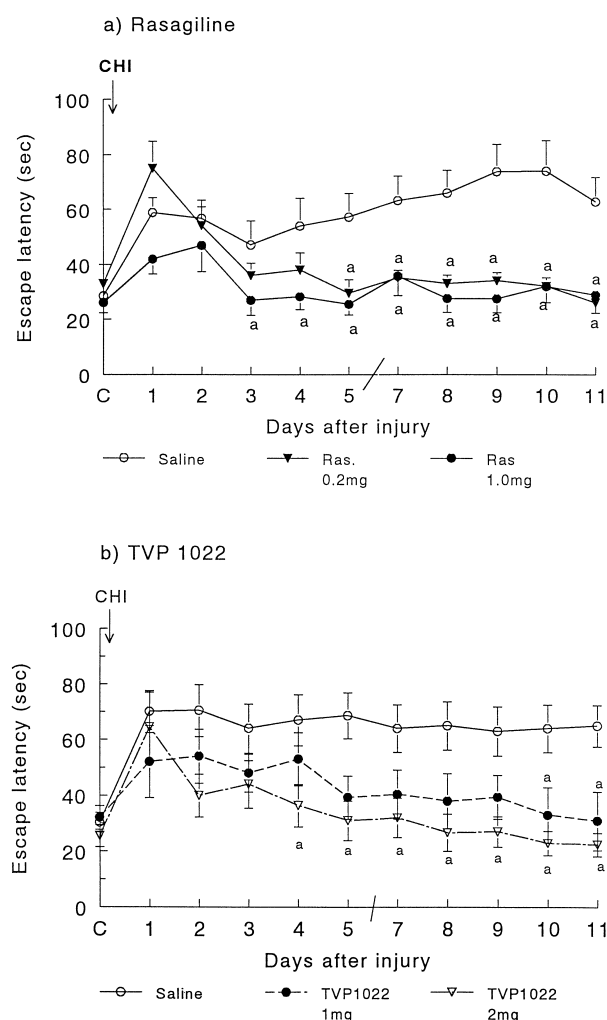 a) Rasagiline
CHI
100
80
60
40
20
0
Escape latency (sec)
a a a a a a
a a a a a a a a
C 1 2 3 4 5 7 8 9 10 11
Days after injury
Saline Ras. Ras
0.2mg 1.0mg
b) TVP 1022
CHI
100
80
60
40
20
0
Escape latency (sec)
a a
a a a a a a a
C 1 2 3 4 5 7 8 9 10 11
Days after injury
Saline TVP1022 TVP1022
1mg 2mg